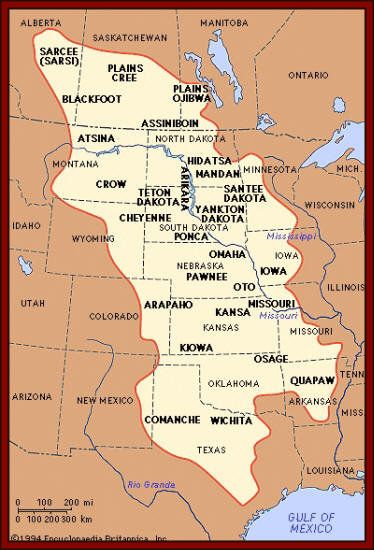 ALBERTA
MANITOBA
SASKATCHEWAN
SARCEE
(SARSI)
PLAINS
CREE
ONTARIO
PLAINS
OJIBWA
BLACKFOOT
ASSINIBOIN
ATSINA
NORTH DAKOTA
HIDATSA
MONTANA
MANDAN
MINNESOTA
MICH.
ARIKARA
CROW
TETON
DAKOTA
SANTEE
DAKOTA
WISCONSIN
CHEYENNE
YANKTON
DAKOTA
IDAHO
SOUTH DAKOTA
WYOMING
PONCA
Mississippi
OMAHA
IOWA
NEBRASKA
IOWA
PAWNEE
UTAH
OTO
ILLINOIS
ARAPAHO
MISSOURI
COLORADO
KANSA
Missouri
KANSAS
MISSOURI
KIOWA
OSAGE
TENN
ARIZONA
NEW MEXICO
OKLAHOMA
QUAPAW
ARKANSAS
MISS
COMANCHE
WICHITA
TEXAS
LOUISIANA
Rio Grande
0 100 200 mi
0 100 200 300 km
GULF OF
MEXICO
©1994 Encyclopaedia Britannica, Inc.